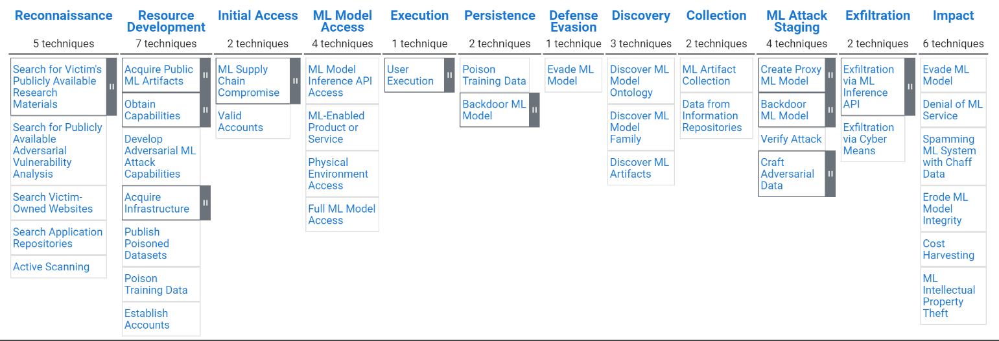 Reconnaissance
5 techniques
Search for Victim's
Publicly Available
Research
Materials
Search for Publicly
Available
Adversarial
Vulnerability
Analysis
Search Victim-
Owned Websites
Search Application
Repositories
Active Scanning
Resource
Development
7 techniques
Acquire Public
ML Artifacts
Obtain
Capabilities
Develop
Adversarial ML
Attack
Capabilities
Acquire
Infrastructure
Publish
Poisoned
Datasets
Poison
Training Data
Establish
Accounts
Initial Access
2 techniques
ML Supply
Chain
Compromise
Valid
Accounts
ML Model
Access
4 techniques
ML Model
Inference API
Access
ML-Enabled
Product or
Service
Physical
Environment
Access
Full ML Model
Access
Execution
1 technique
User
Execution
Persistence
2 techniques
Poison
Training Data
Backdoor ML
Model
Defense
Evasion
1 technique
Evade ML
Model
Discovery
3 techniques
Discover ML
Model
Ontology
Discover ML
Model
Family
Discover ML
Artifacts
Collection
2 techniques
ML Artifact
Collection
Data from
Information
Repositories
ML Attack
Staging
4 techniques
Create Proxy
ML Model
Backdoor
ML Model
Verify Attack
Craft
Adversarial
Data
Exfiltration
2 techniques
Exfiltration
via ML
Inference
API
Exfiltration
via Cyber
Means
Impact
6 techniques
Evade ML
Model
Denial of ML
Service
Spamming
ML System
with Chaff
Data
Erode ML
Model
Integrity
Cost
Harvesting
ML
Intellectual
Property
Theft